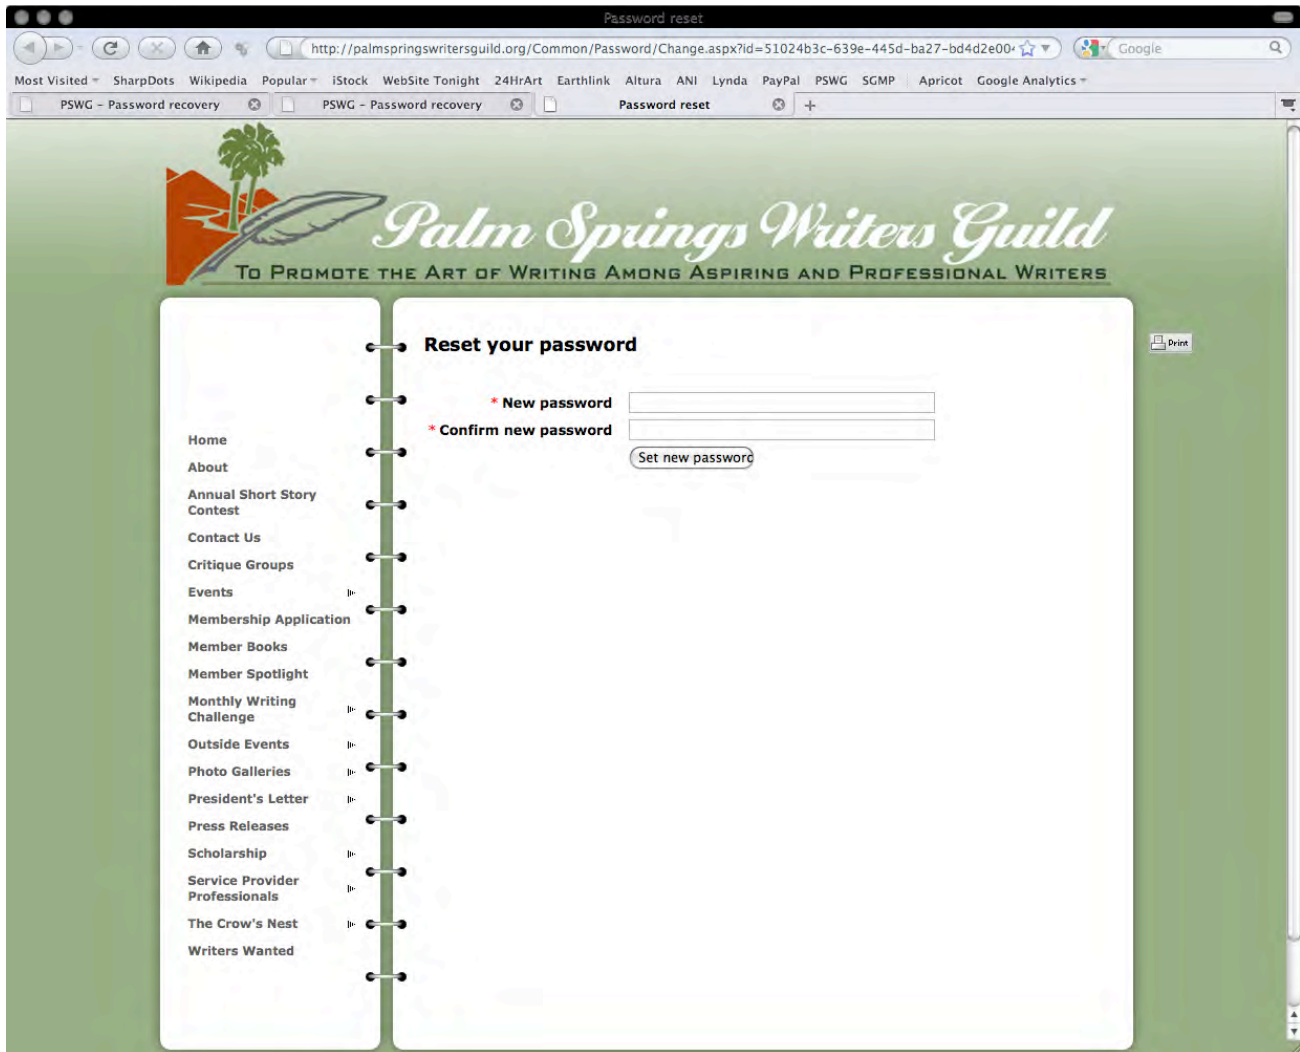 Password reset
http://palmspringswritersguild.org/Common/Password/Change.aspx?id=51024b3c-639e-445d-ba27-bd4d2e004
Google
Most Visited SharpDots Wikipedia Popular iStock WebSite Tonight 24HrArt Earthlink Altura ANI Lynda PayPal PSWG SGMP Apricot Google Analytics
PSWG - Password recovery PSWG - Password recovery Password reset
Palm Springs Writers Guild
To Promote the Art of Writing Among Aspiring and Professional Writers
Reset your password
Print
* New password
* Confirm new password
Set new password
Home
About
Annual Short Story
Contest
Contact Us
Critique Groups
Events
Membership Application
Member Books
Member Spotlight
Monthly Writing
Challenge
Outside Events
Photo Galleries
President's Letter
Press Releases
Scholarship
Service Provider
Professionals
The Crow's Nest
Writers Wanted